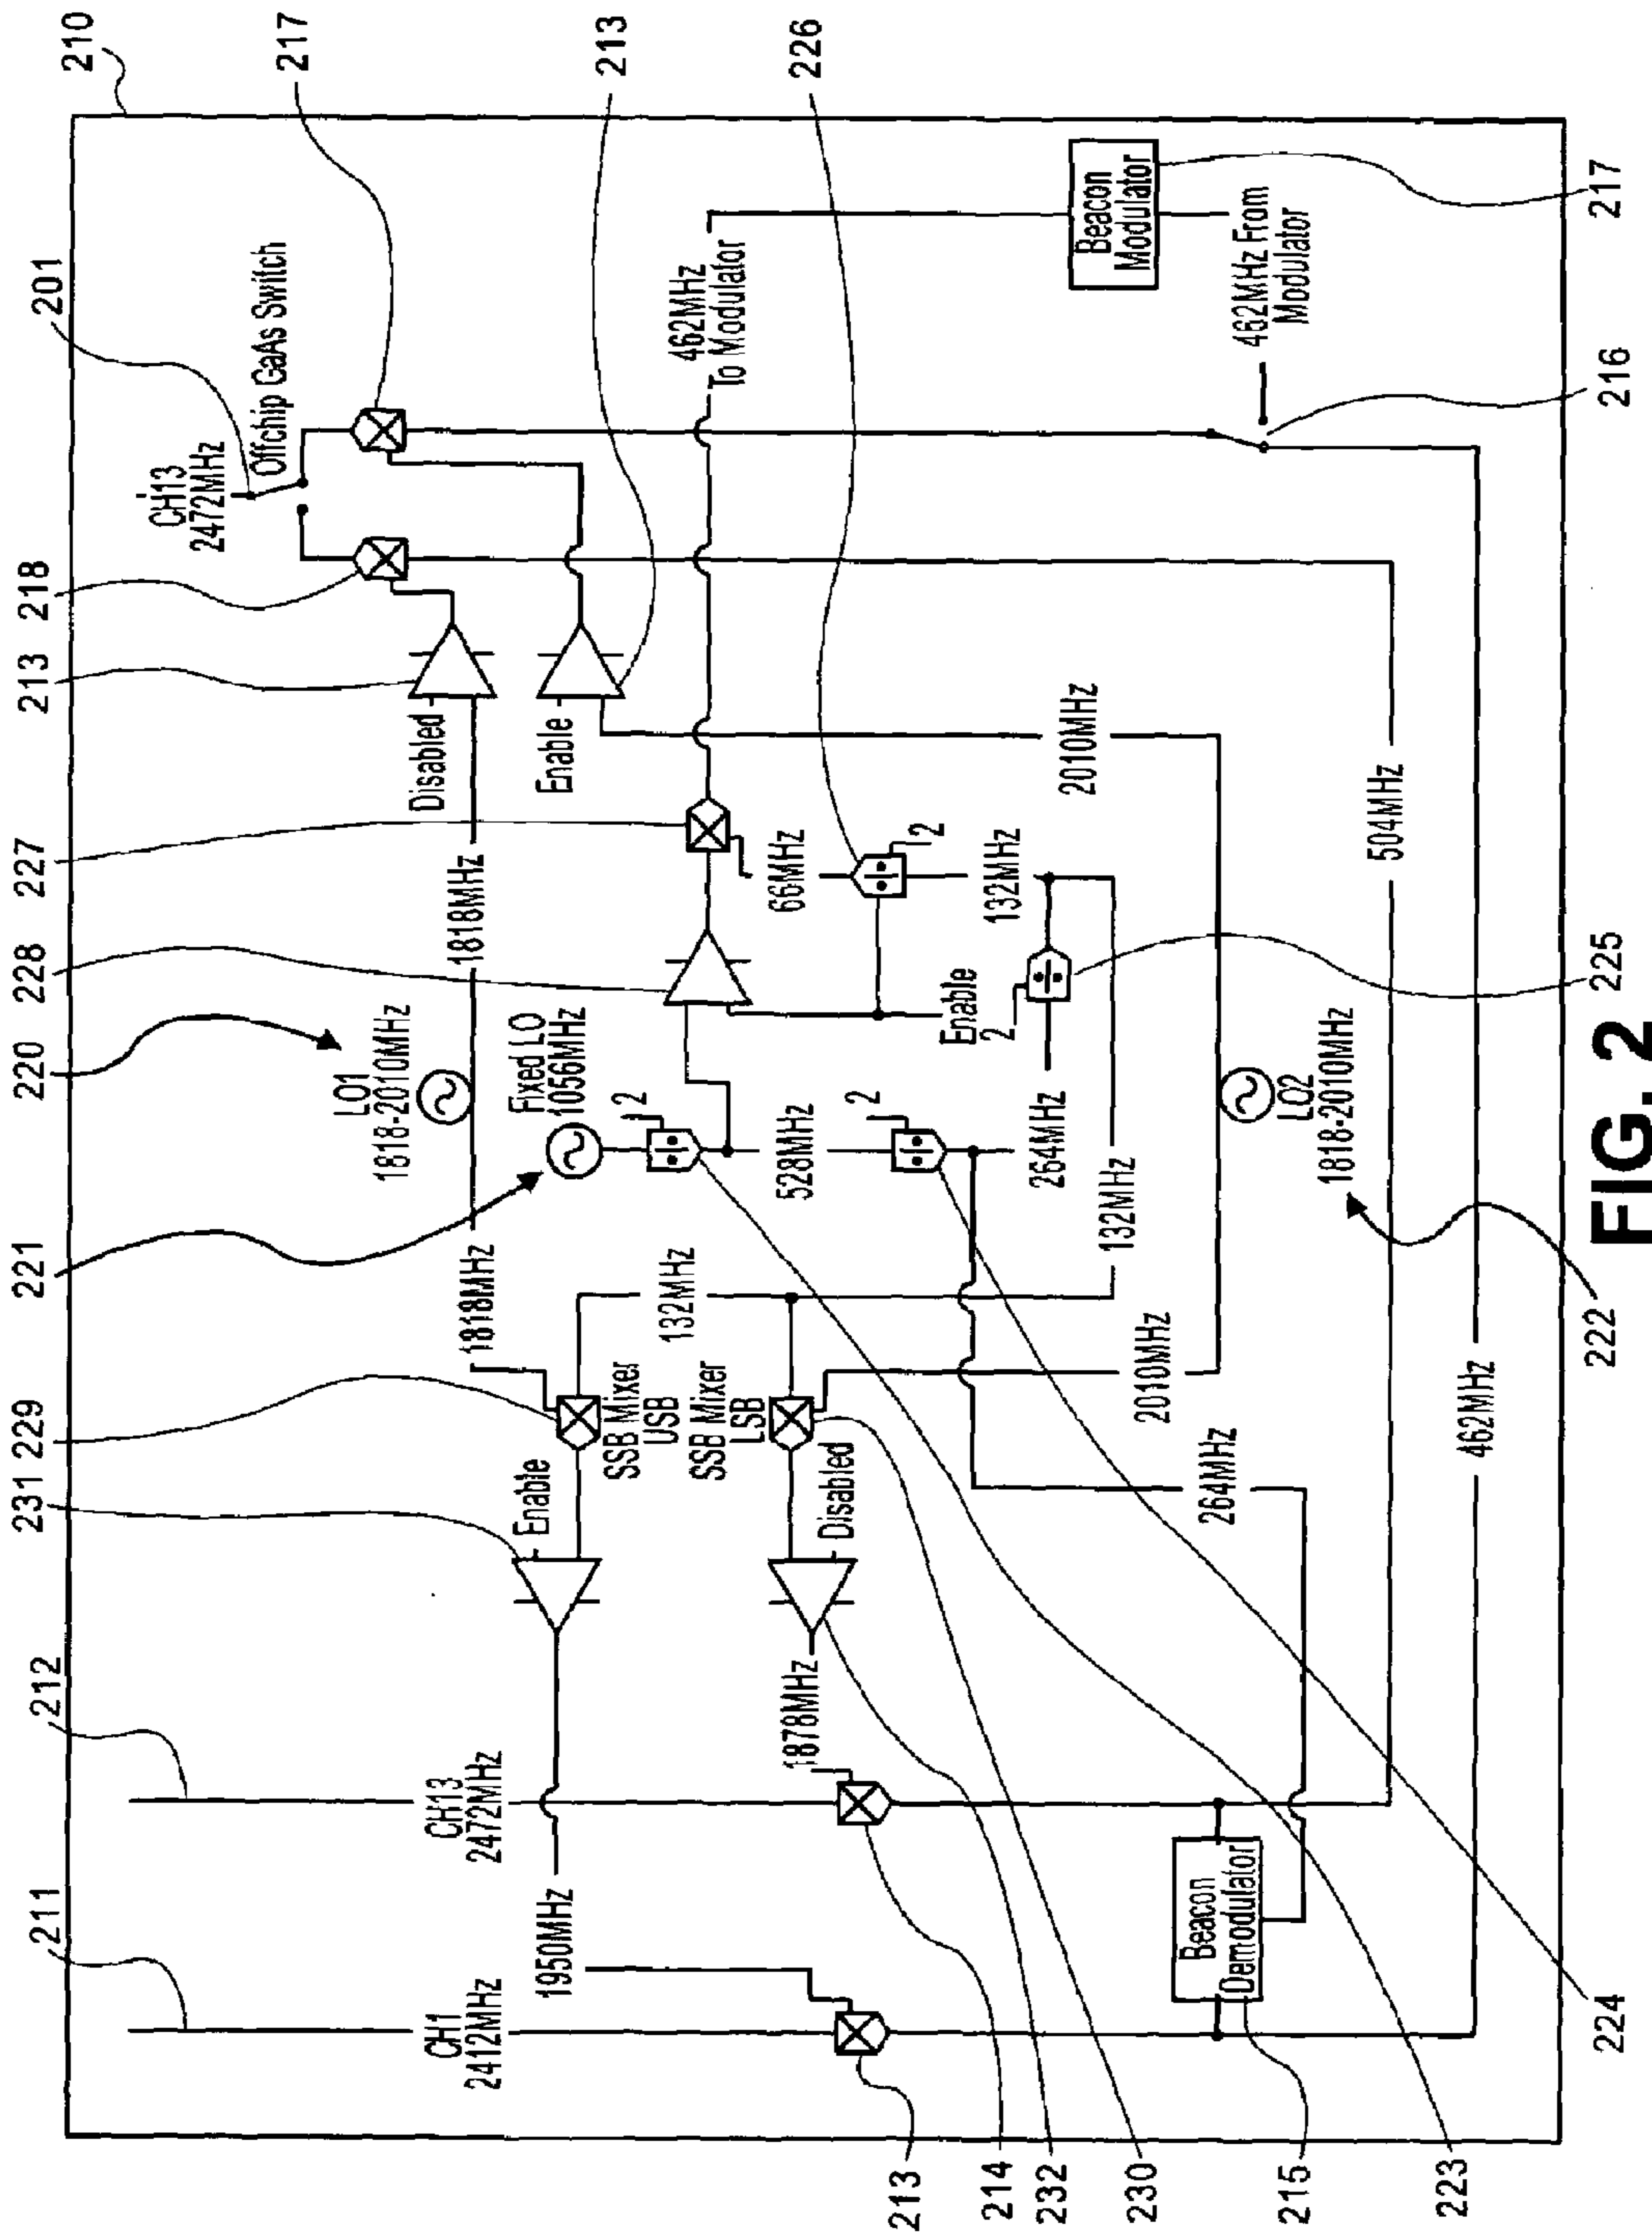 211
212
231
229
221
220
228
227
213
218
201
210
217
213
226
CH13
2472MHz
Offchip GaAs Switch
LO1
1818-2010MHz
Disabled
1818MHz
1818MHz
Fixed LO
1056MHz
Enable
Enable
CH1
2412MHz
CH13
2472MHz
1950MHz
SSB Mixer
USB
SSB Mixer
LSB
132MHz
2
528MHz
462MHz
To Modulator
66MHz
1878MHz
Disabled
2
2
Enable
2
132MHz
264MHz
132MHz
2010MHz
2010MHz
Beacon
Modulator
264MHz
Beacon
Demodulator
462MHz From
Modulator
LO2
1818-2010MHz
504MHz
462MHz
213
214
232
230
215
223
224
222
225
216
217
FIG. 2